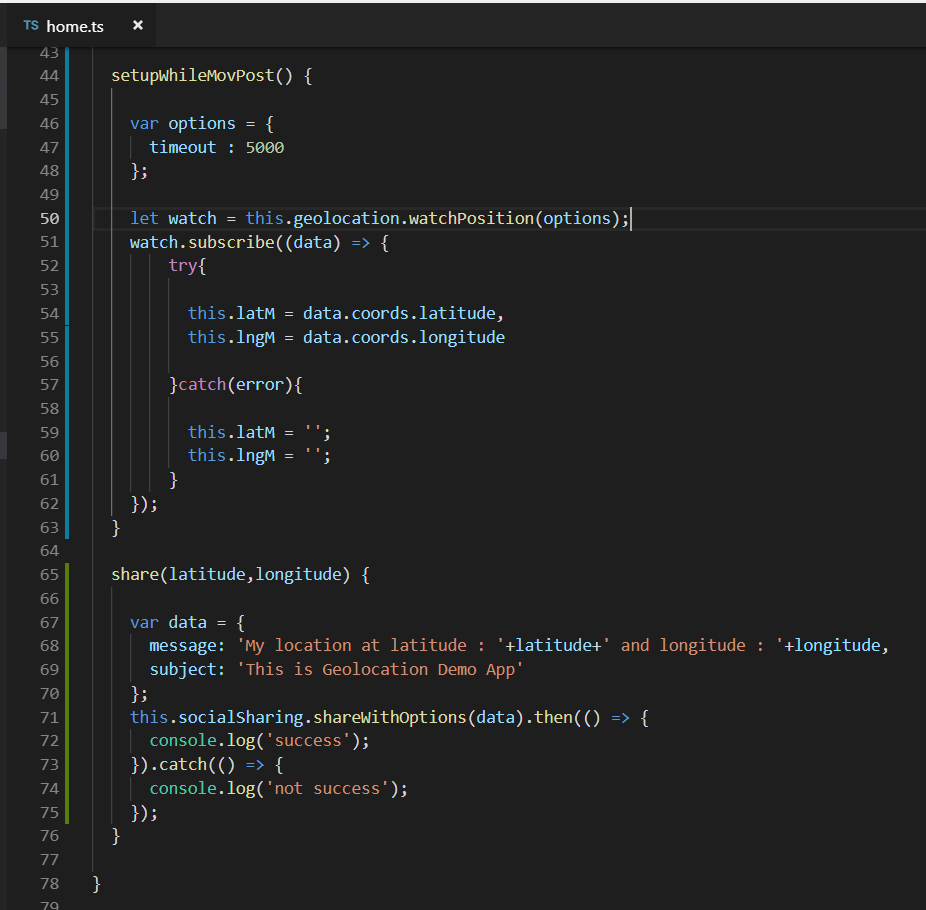 TS home.ts ×
43
44 setupWhileMovPost() {
45
46 var options = {
47 timeout : 5000
48 };
49
50 let watch = this.geolocation.watchPosition(options);
51 watch.subscribe((data) => {
52 try{
53
54 this.latM = data.coords.latitude,
55 this.lngM = data.coords.longitude
56
57 }catch(error){
58
59 this.latM = '';
60 this.lngM = '';
61 }
62 });
63 }
64
65 share(latitude,longitude) {
66
67 var data = {
68 message: 'My location at latitude : '+latitude+' and longitude : '+longitude,
69 subject: 'This is Geolocation Demo App'
70 };
71 this.socialSharing.shareWithOptions(data).then(() => {
72 console.log('success');
73 }).catch(() => {
74 console.log('not success');
75 });
76 }
77
78 }
79